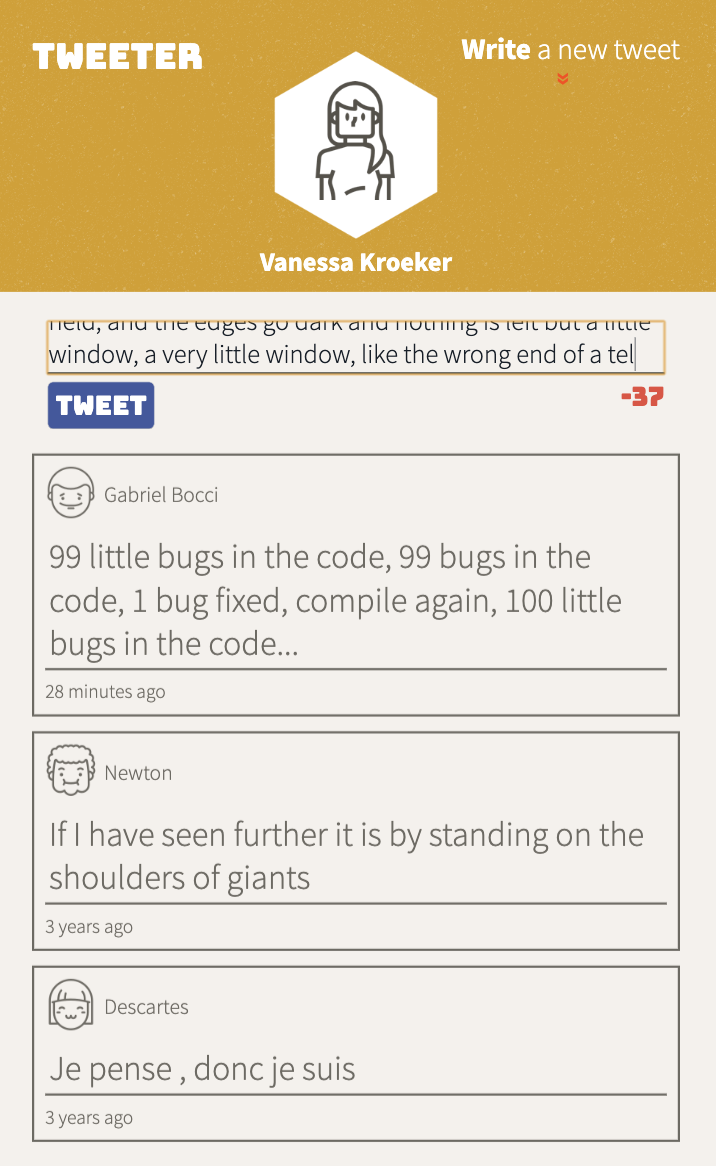 TWEETER
Write a new tweet
Vanessa Kroeker
held, and the edges go dark and nothing is left but a little
window, a very little window, like the wrong end of a tel
TWEET
-37
Gabriel Bocci
99 little bugs in the code, 99 bugs in the
code, 1 bug fixed, compile again, 100 little
bugs in the code...
28 minutes ago
Newton
If I have seen further it is by standing on the
shoulders of giants
3 years ago
Descartes
Je pense , donc je suis
3 years ago